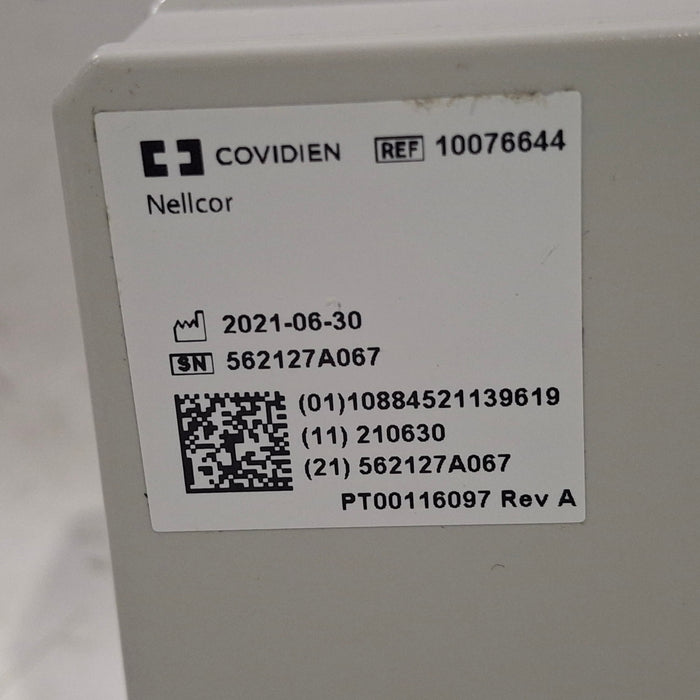 COVIDIEN REF 10076644
Nellcor
2021-06-30
SN 562127A067
(01)10884521139619
(11) 210630
(21) 562127A067
PT00116097 Rev A